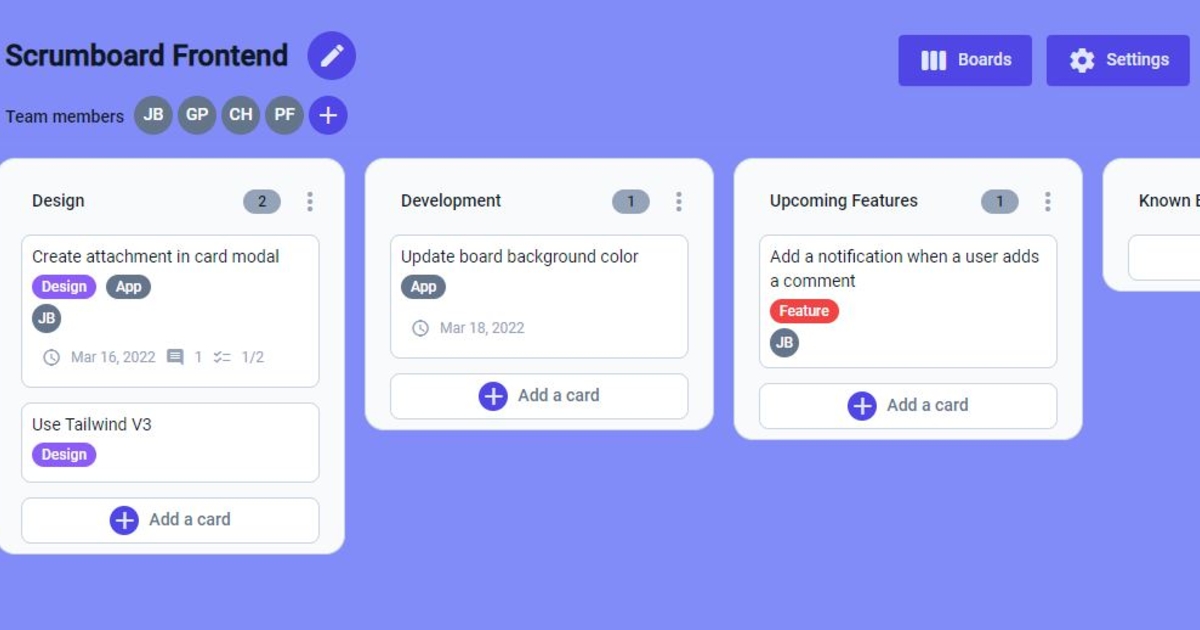 Scrumboard Frontend
Boards
Settings
Team members JB GP CH PF
Design 2
Create attachment in card modal
Design App
JB
Mar 16, 2022 1 1/2
Use Tailwind V3
Design
Add a card
Development 1
Update board background color
App
Mar 18, 2022
Add a card
Upcoming Features 1
Add a notification when a user adds
a comment
Feature
JB
Add a card
Known